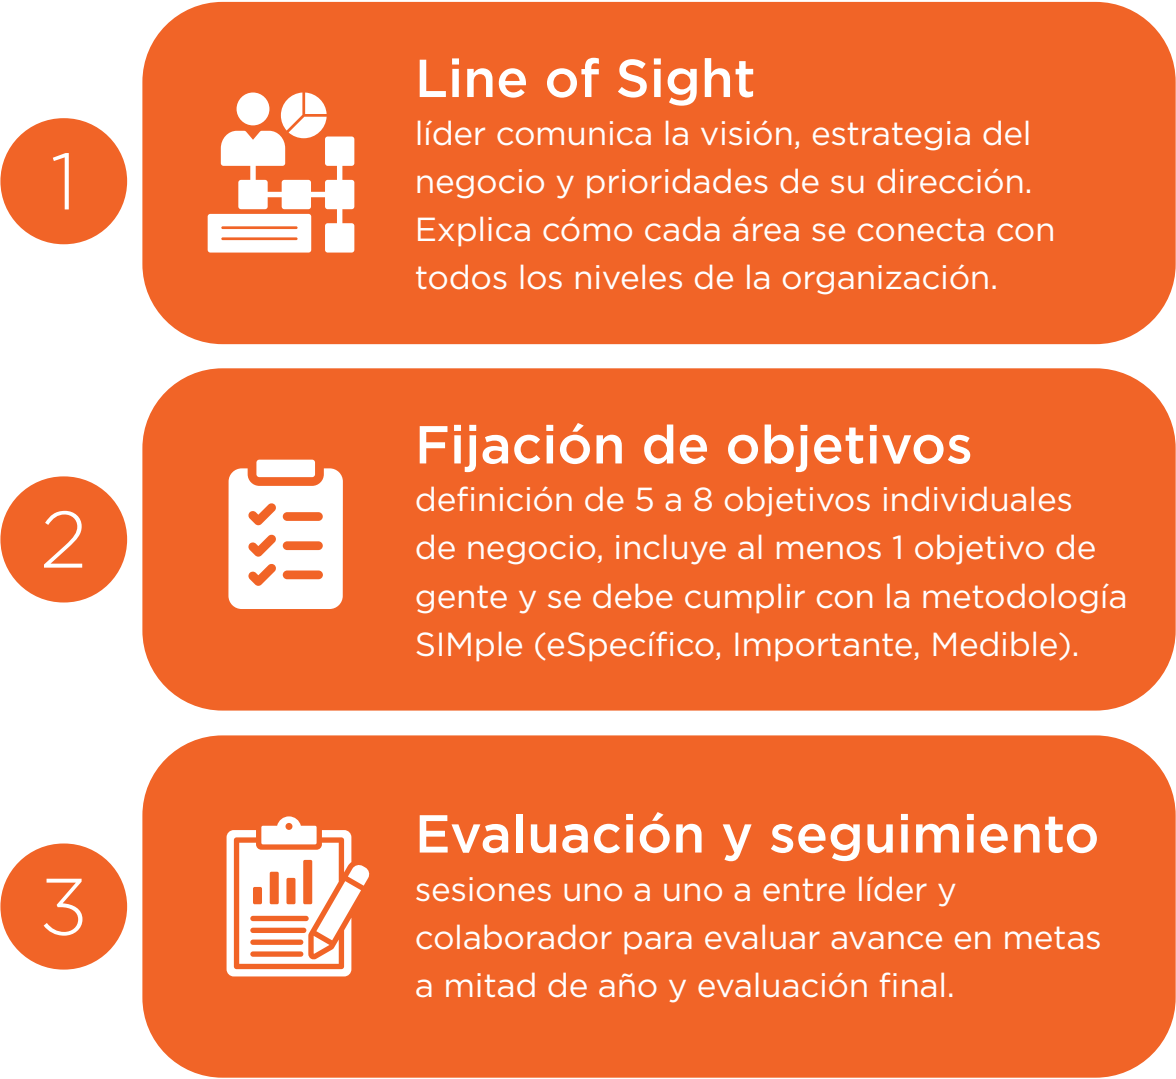 1
Line of Sight
líder comunica la visión, estrategia del
negocio y prioridades de su dirección.
Explica cómo cada área se conecta con
todos los niveles de la organización.
2
Fijación de objetivos
definición de 5 a 8 objetivos individuales
de negocio, incluye al menos 1 objetivo de
gente y se debe cumplir con la metodología
SIMple (eSpecífico, Importante, Medible).
3
Evaluación y seguimiento
sesiones uno a uno a entre líder y
colaborador para evaluar avance en metas
a mitad de año y evaluación final.